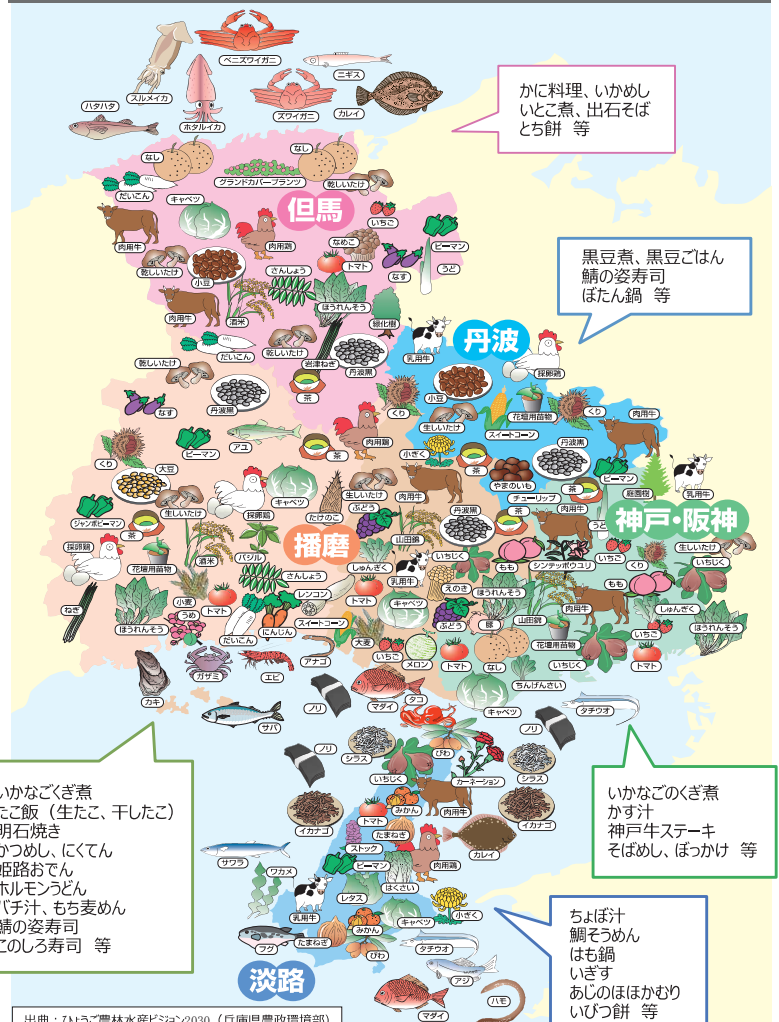 ベニズワイガニ
スルメイカ
ニギス
ハタハタ
ホタルイカ
ズワイガニ
カレイ
かに料理、いかめし
いとこ煮、出石そば
とち餅 等
なし
なし
グランドカバープランツ
乾しいたけ
だいこん
キャベツ
但馬
いちご
肉用牛
肉用鶏
なめこ
ピーマン
乾しいたけ
小豆
さんしょう
トマト
なす
うど
肉用牛
酒米
ほうれんそう
緑化樹
黒豆煮、黒豆ごはん
鯖の姿寿司
ぼたん鍋 等
だいこん
乾しいたけ
岩津ねぎ
丹波黒
乳用牛
丹波
採卵鶏
乾しいたけ
茶
なす
丹波黒
くり
小豆
生しいたけ
スイートコーン
花壇用苗物
くり
肉用牛
くり
ピーマン
アユ
茶
肉用鶏
小ぎく
茶
丹波黒
大豆
生しいたけ
採卵鶏
キャベツ
たけのこ
生しいたけ
ぶどう
肉用牛
やまのいも
チューリップ
茶
ピーマン
庭園樹
乳用牛
ジャンボピーマン
茶
丹波黒
茶
肉用牛
うど
神戸・阪神
採卵鶏
花壇用苗物
酒米
バジル
播磨
山田錦
さんしょう
しゅんぎく
乳用牛
いちじく
もも
シンテッポウユリ
いちご
くり
生しいたけ
いちじく
ねぎ
ほうれんそう
小麦
うめ
トマト
レンコン
トマト
えのき
ほうれんそう
肉用牛
もも
だいこん
にんじん
スイートコーン
キャベツ
ぶどう
豚
山田錦
しゅんぎく
アナゴ
大麦
いちご
メロン
トマト
なし
花壇用苗物
いちじく
いちご
トマト
ほうれんそう
カキ
ガザミ
エビ
ちんげんさい
サバ
ノリ
マダイ
タコ
キャベツ
ノリ
タチウオ
ノリ
シラス
いちじく
びわ
カーネーション
シラス
いかなごくぎ煮
たこ飯（生たこ、干したこ）
明石焼き
かつめし、にくてん
姫路おでん
ホルモンうどん
バチ汁、もち麦めん
鯖の姿寿司
このしろ寿司 等
いかなごのくぎ煮
かす汁
神戸牛ステーキ
そばめし、ぼっかけ 等
イカナゴ
トマト
みかん
肉用牛
イカナゴ
たまねぎ
ストック
サワラ
ワカメ
ピーマン
肉用鶏
カレイ
はくさい
乳用牛
レタス
キャベツ
小ぎく
フグ
たまねぎ
みかん
びわ
タチウオ
アジ
淡路
マダイ
ハモ
ちょぼ汁
鯛そうめん
はも鍋
いぎす
あじのほほかむり
いびつ餅 等
出典：ひょうご農林水産ビジョン2030（兵庫県農政環境部）